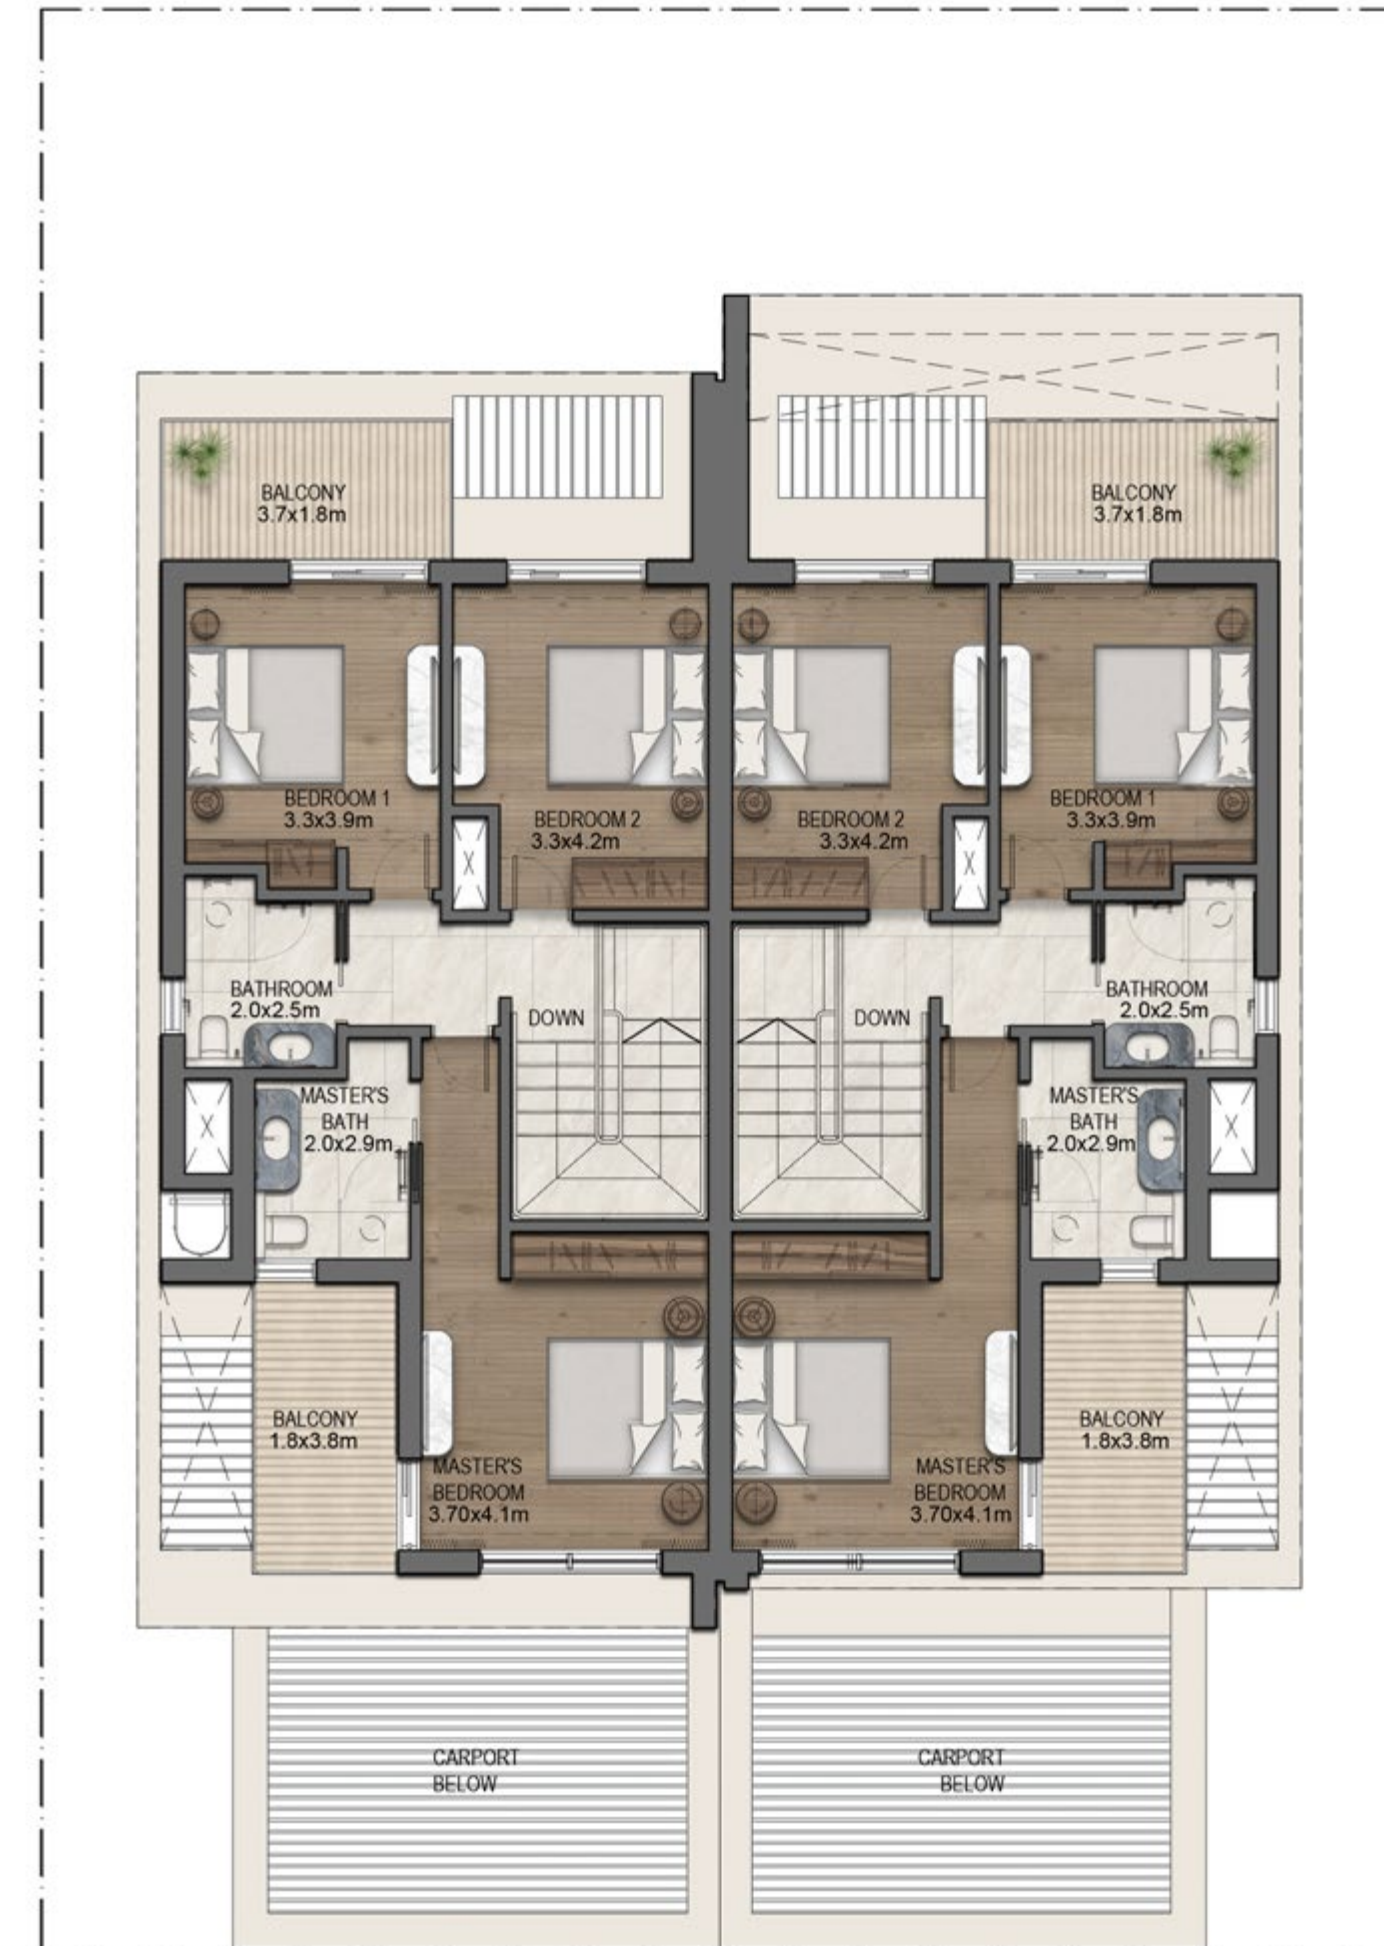 BALCONY
3.7x1.8m
BALCONY
3.7x1.8m
BEDROOM 1
3.3x3.9m
BEDROOM 2
3.3x4.2m
BEDROOM 2
3.3x4.2m
BEDROOM 1
3.3x3.9m
BATHROOM
2.0x2.5m
DOWN
DOWN
BATHROOM
2.0x2.5m
MASTER'S
BATH
2.0x2.9m
MASTER'S
BATH
2.0x2.9m
BALCONY
1.8x3.8m
MASTER'S
BEDROOM
3.70x4.1m
MASTER'S
BEDROOM
3.70x4.1m
BALCONY
1.8x3.8m
CARPORT
BELOW
CARPORT
BELOW